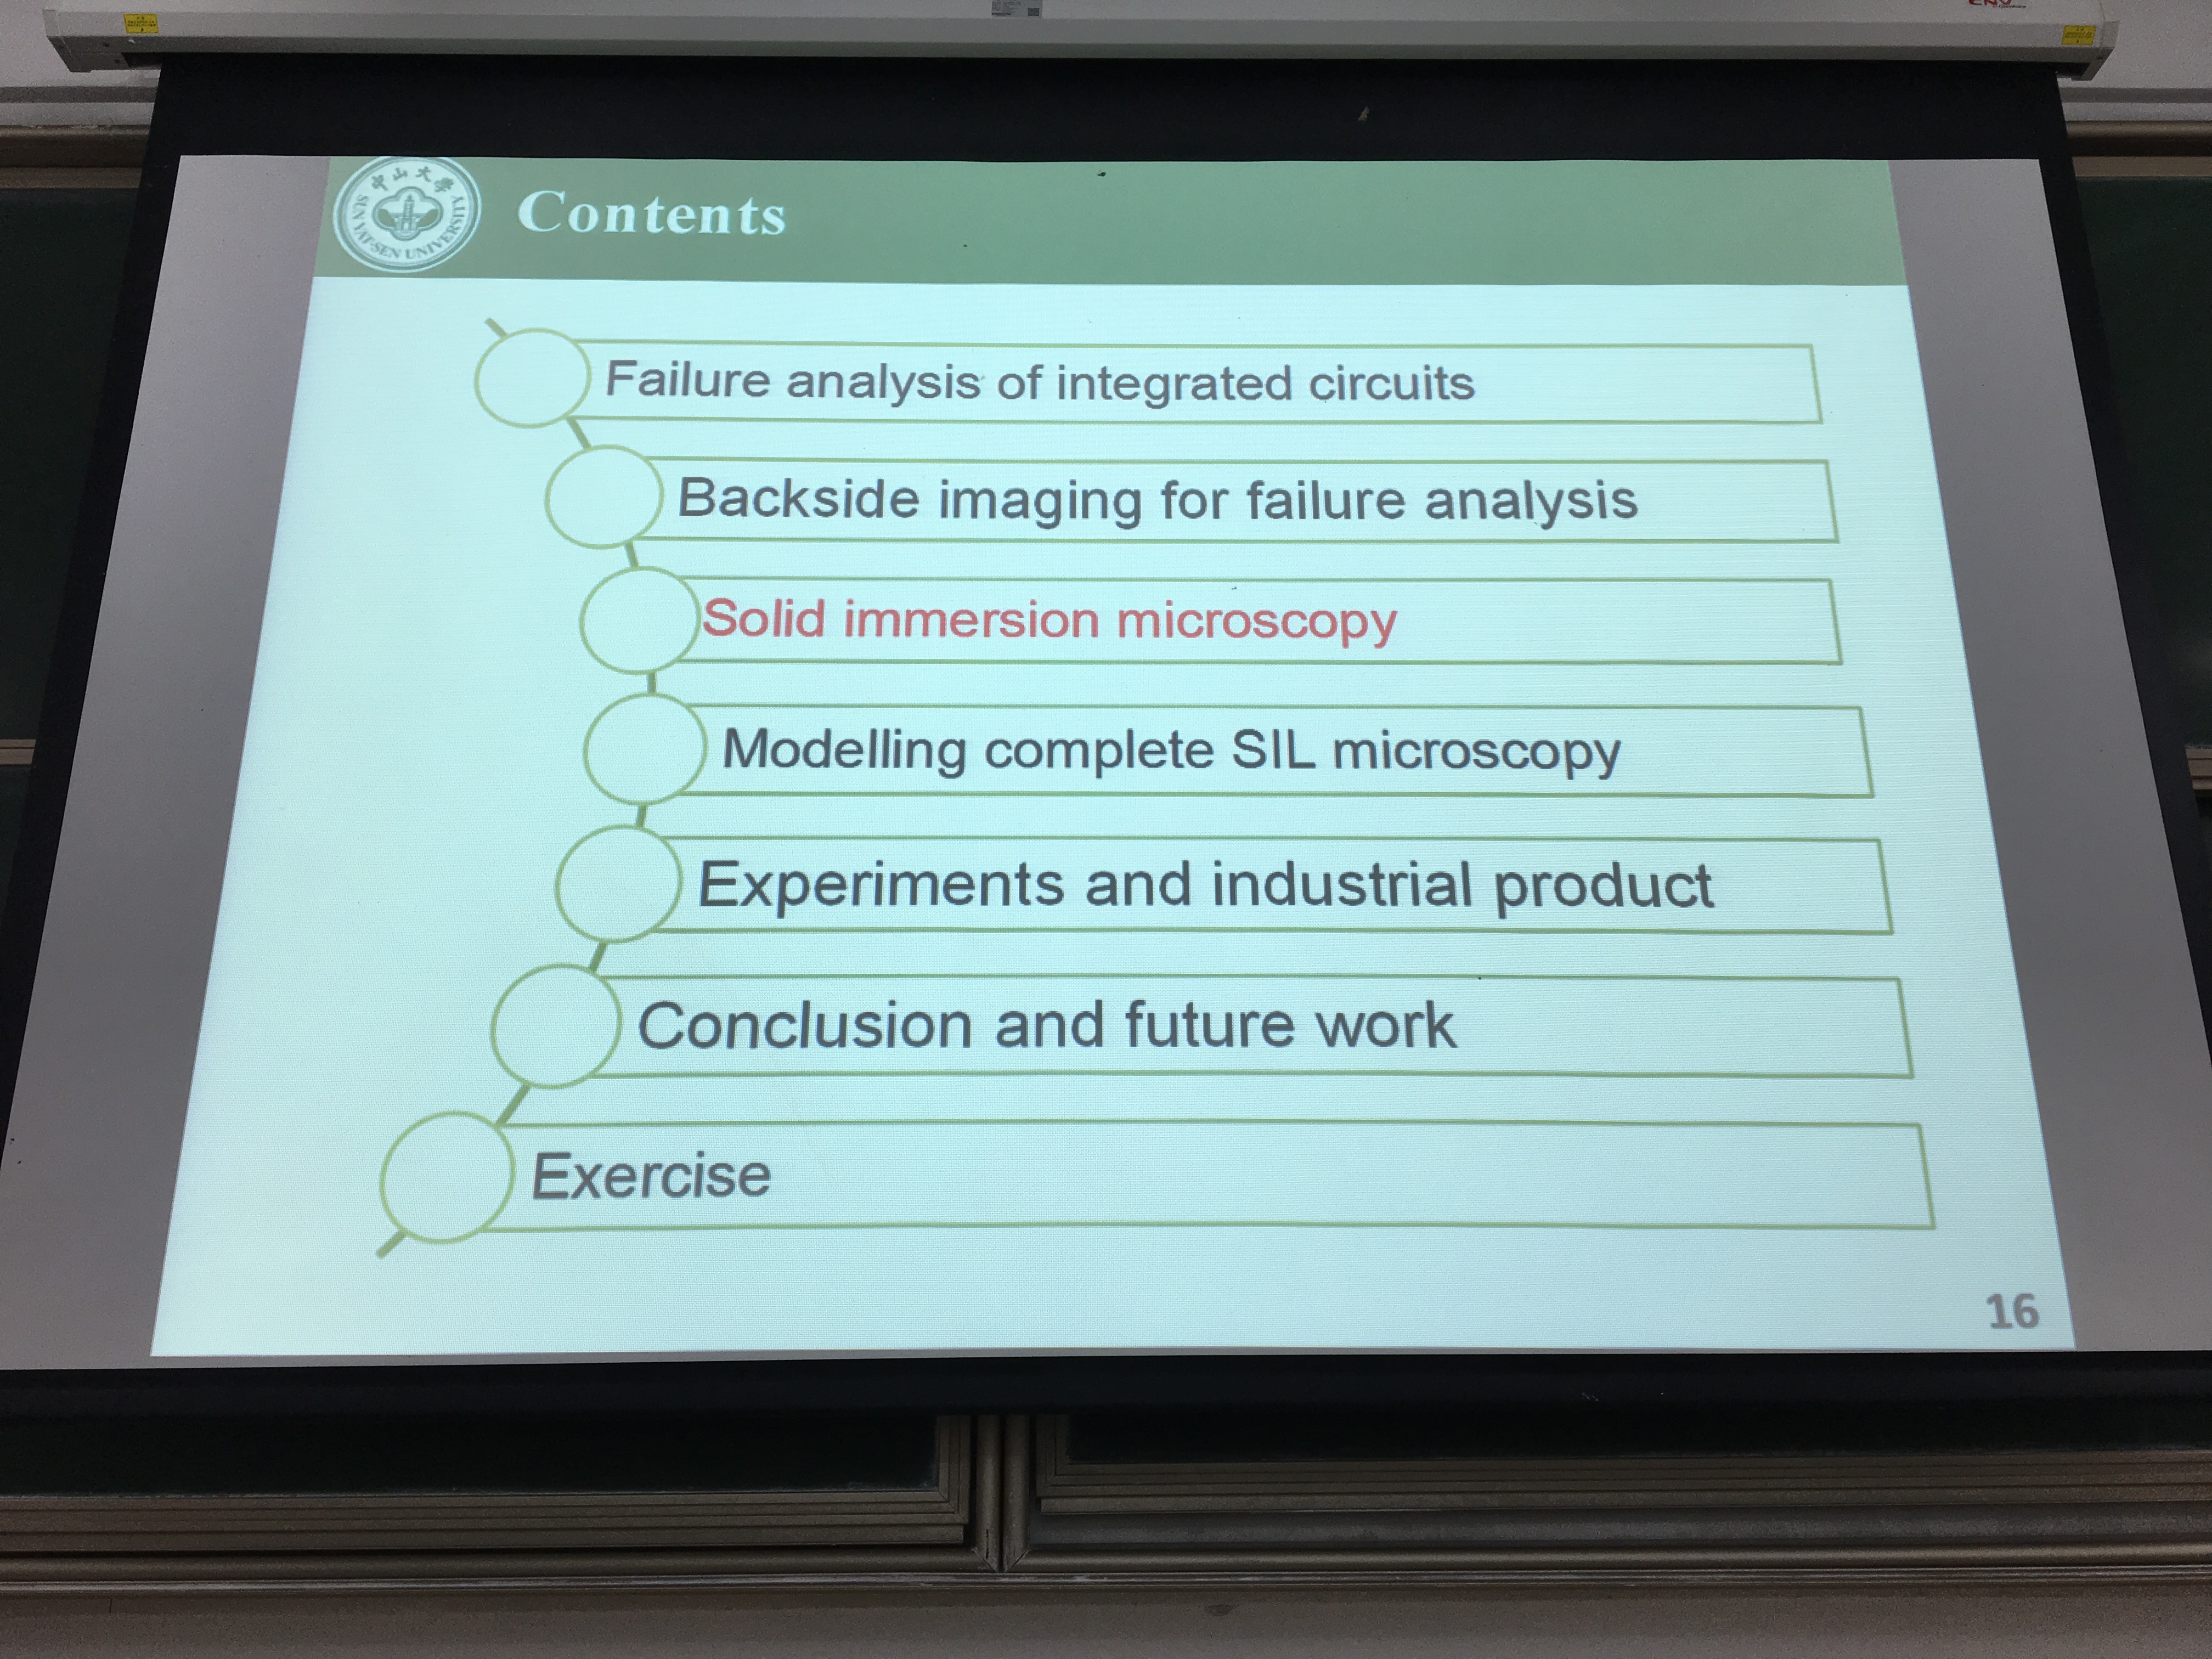 中山大学
SUN YAT-SEN UNIVERSITY
Contents
Failure analysis of integrated circuits
Backside imaging for failure analysis
Solid immersion microscopy
Modelling complete SIL microscopy
Experiments and industrial product
Conclusion and future work
Exercise
16